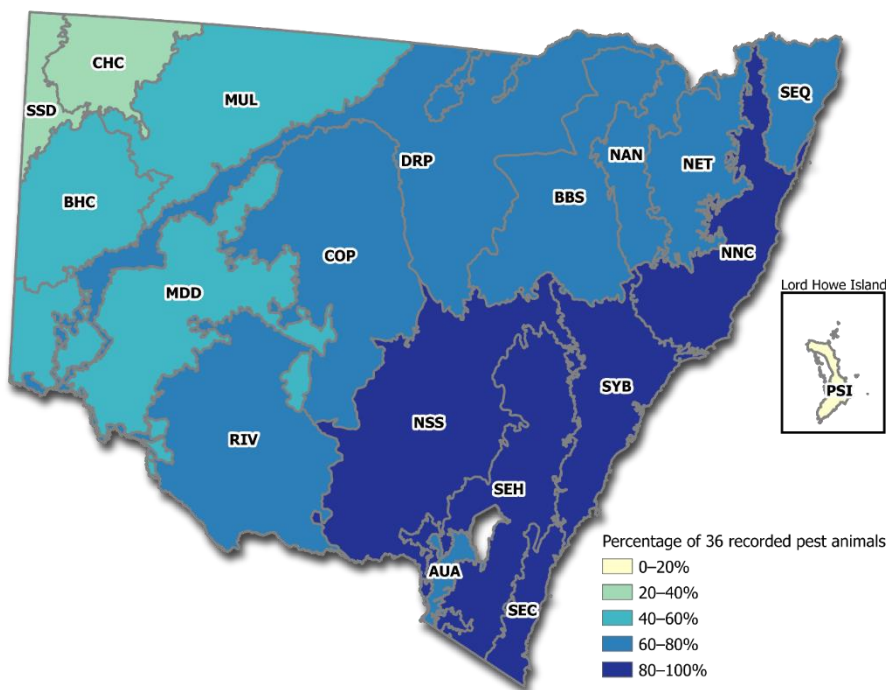 CHC
SSD
MUL
SEQ
DRP
NAN
NET
BHC
BBS
COP
NNC
MDD
Lord Howe Island
SYB
PSI
NSS
RIV
SEH
Percentage of 36 recorded pest animals
0–20%
AUA
20–40%
SEC
40–60%
60–80%
80–100%